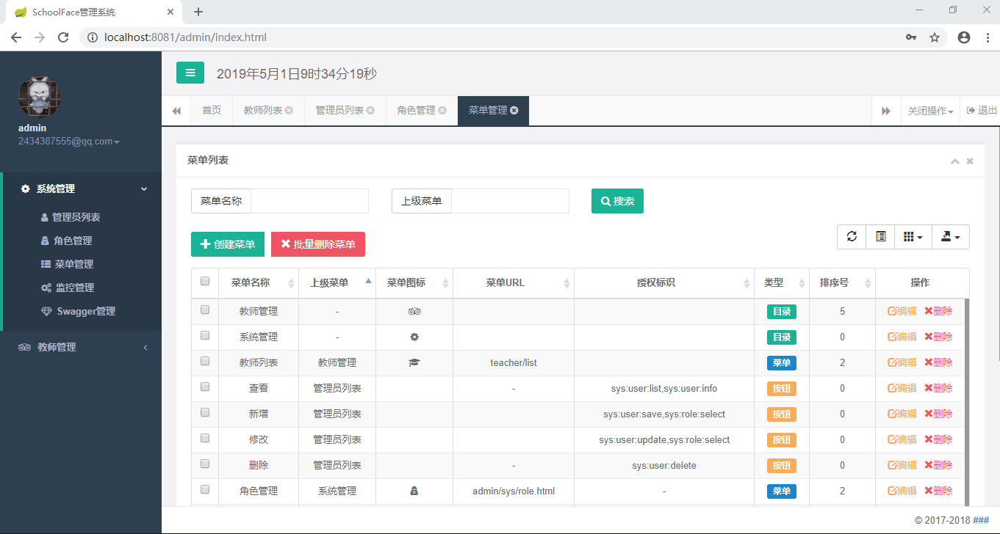 SchoolFace管理系统
localhost:8081/admin/index.html
admin
2434387555@qq.com
系统管理
管理员列表
角色管理
菜单管理
监控管理
Swagger管理
教师管理
2019年5月1日9时34分19秒
首页 教师列表 管理员列表 角色管理 菜单管理 关闭操作 退出
菜单列表
菜单名称 上级菜单 搜索
创建菜单 批量删除菜单
菜单名称 上级菜单 菜单图标 菜单URL 授权标识 类型 排序号 操作
教师管理 - 目录 5 编辑 删除
系统管理 - 目录 0 编辑 删除
教师列表 教师管理 teacher/list 菜单 2 编辑 删除
查看 管理员列表 - sys:user:list,sys:user:info 按钮 0 编辑 删除
新增 管理员列表 sys:user:save,sys:role:select 按钮 0 编辑 删除
修改 管理员列表 sys:user:update,sys:role:select 按钮 0 编辑 删除
删除 管理员列表 - sys:user:delete 按钮 0 编辑 删除
角色管理 系统管理 admin/sys/role.html - 菜单 2 编辑 删除
© 2017-2018 ###